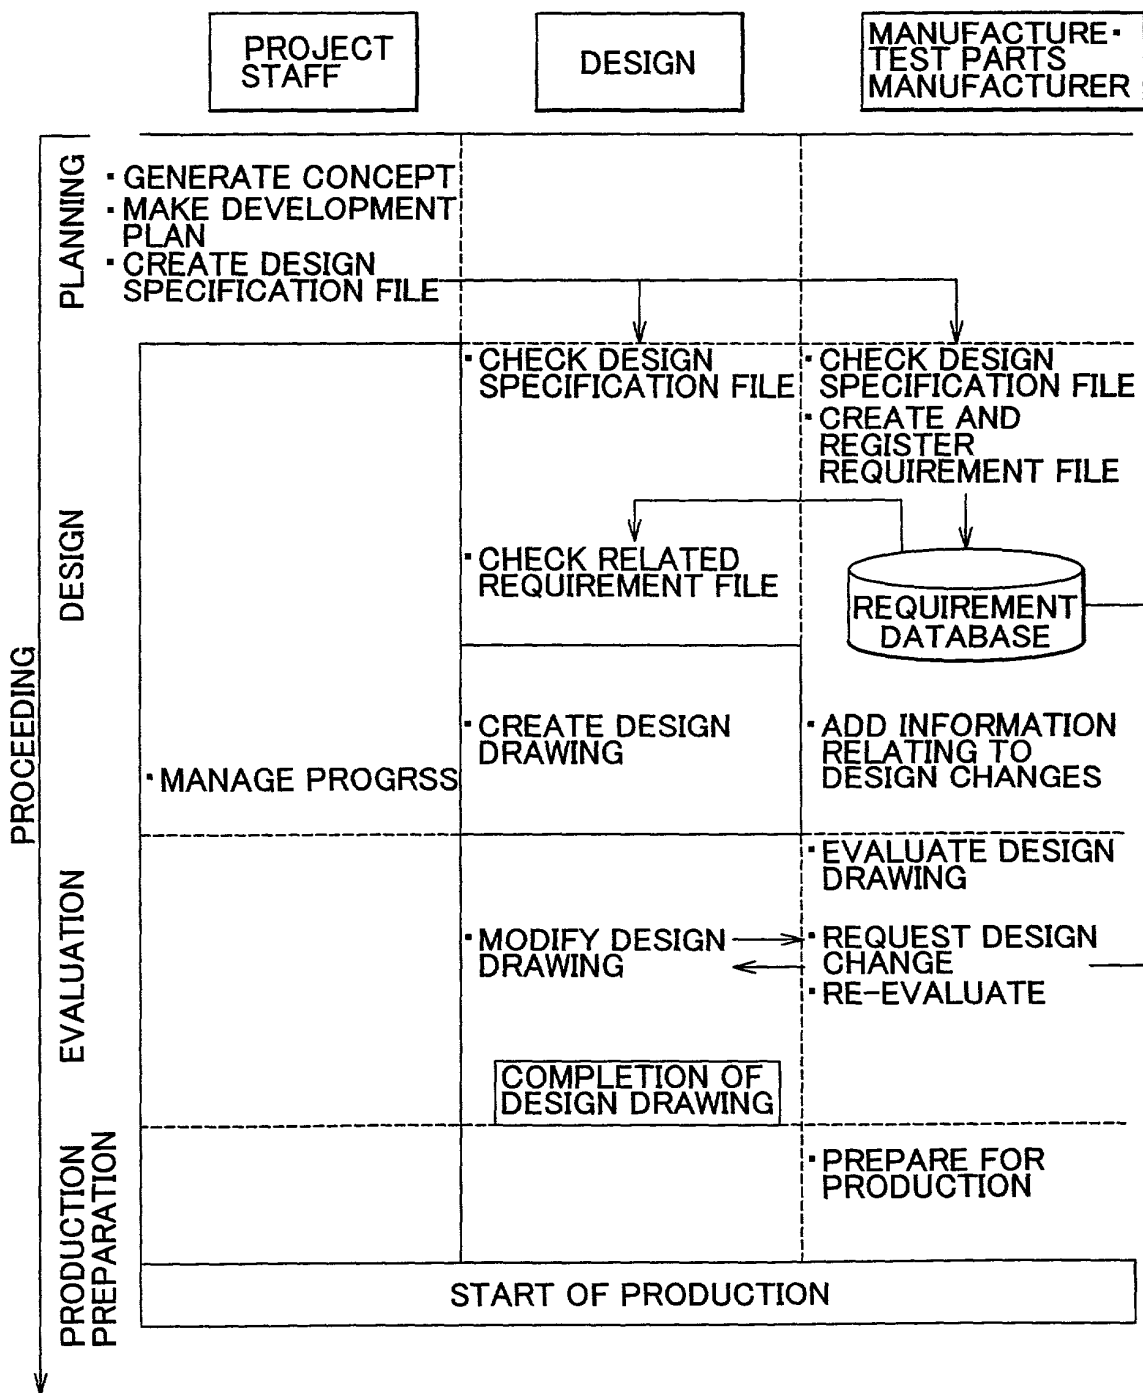 PROJECT
STAFF
DESIGN
MANUFACTURE・
TEST PARTS
MANUFACTURER
PROCEEDING
PLANNING
・GENERATE CONCEPT
・MAKE DEVELOPMENT
PLAN
・CREATE DESIGN
SPECIFICATION FILE
DESIGN
・CHECK DESIGN
SPECIFICATION FILE
・CHECK DESIGN
SPECIFICATION FILE
・CREATE AND
REGISTER
REQUIREMENT FILE
・CHECK RELATED
REQUIREMENT FILE
REQUIREMENT
DATABASE
・CREATE DESIGN
DRAWING
・ADD INFORMATION
RELATING TO
DESIGN CHANGES
・MANAGE PROGRSS
EVALUATION
・EVALUATE DESIGN
DRAWING
・MODIFY DESIGN
DRAWING
・REQUEST DESIGN
CHANGE
・RE-EVALUATE
COMPLETION OF
DESIGN DRAWING
PRODUCTION
PREPARATION
・PREPARE FOR
PRODUCTION
START OF PRODUCTION